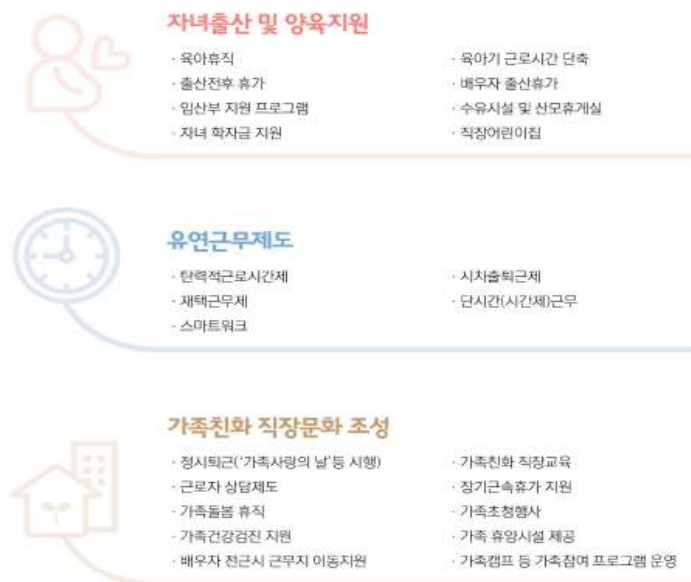 자녀출산 및 양육지원
· 육아휴직
· 육아기 근로시간 단축
· 출산전후 휴가
· 배우자 출산휴가
· 임산부 지원 프로그램
· 수유시설 및 산모휴게실
· 자녀 학자금 지원
· 직장어린이집
유연근무제도
· 탄력적근로시간제
· 시차출퇴근제
· 재택근무제
· 단시간(시간제)근무
· 스마트워크
가족친화 직장문화 조성
· 정시퇴근('가족사랑의 날'등 시행)
· 가족친화 직장교육
· 근로자 상담제도
· 장기근속휴가 지원
· 가족돌봄 휴직
· 가족초청행사
· 가족건강검진 지원
· 가족 휴양시설 제공
· 배우자 전근시 근무지 이동지원
· 가족캠프 등 가족참여 프로그램 운영